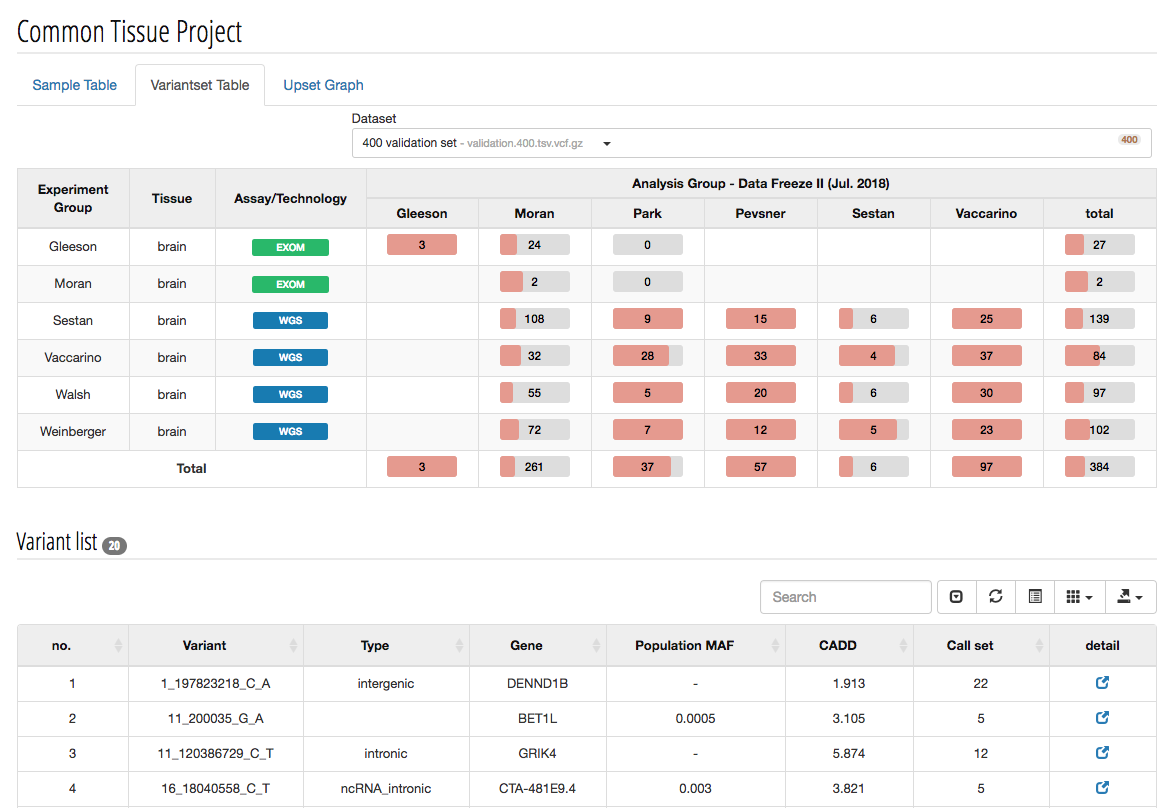 Common Tissue Project
Sample Table Variantset Table Upset Graph
Dataset
400 validation set - validation.400.tsv.vcf.gz 400
Experiment Group Tissue Assay/Technology Analysis Group - Data Freeze II (Jul. 2018)
Gleeson Moran Park Pevsner Sestan Vaccarino total
Gleeson brain EXOM 3 24 0 27
Moran brain EXOM 2 0 2
Sestan brain WGS 108 9 15 6 25 139
Vaccarino brain WGS 32 28 33 4 37 84
Walsh brain WGS 55 5 20 6 30 97
Weinberger brain WGS 72 7 12 5 23 102
Total 3 261 37 57 6 97 384
Variant list 20
Search
no. Variant Type Gene Population MAF CADD Call set detail
1 1_197823218_C_A intergenic DENND1B - 1.913 22
2 11_200035_G_A BET1L 0.0005 3.105 5
3 11_120386729_C_T intronic GRIK4 - 5.874 12
4 16_18040558_C_T ncRNA_intronic CTA-481E9.4 0.003 3.821 5